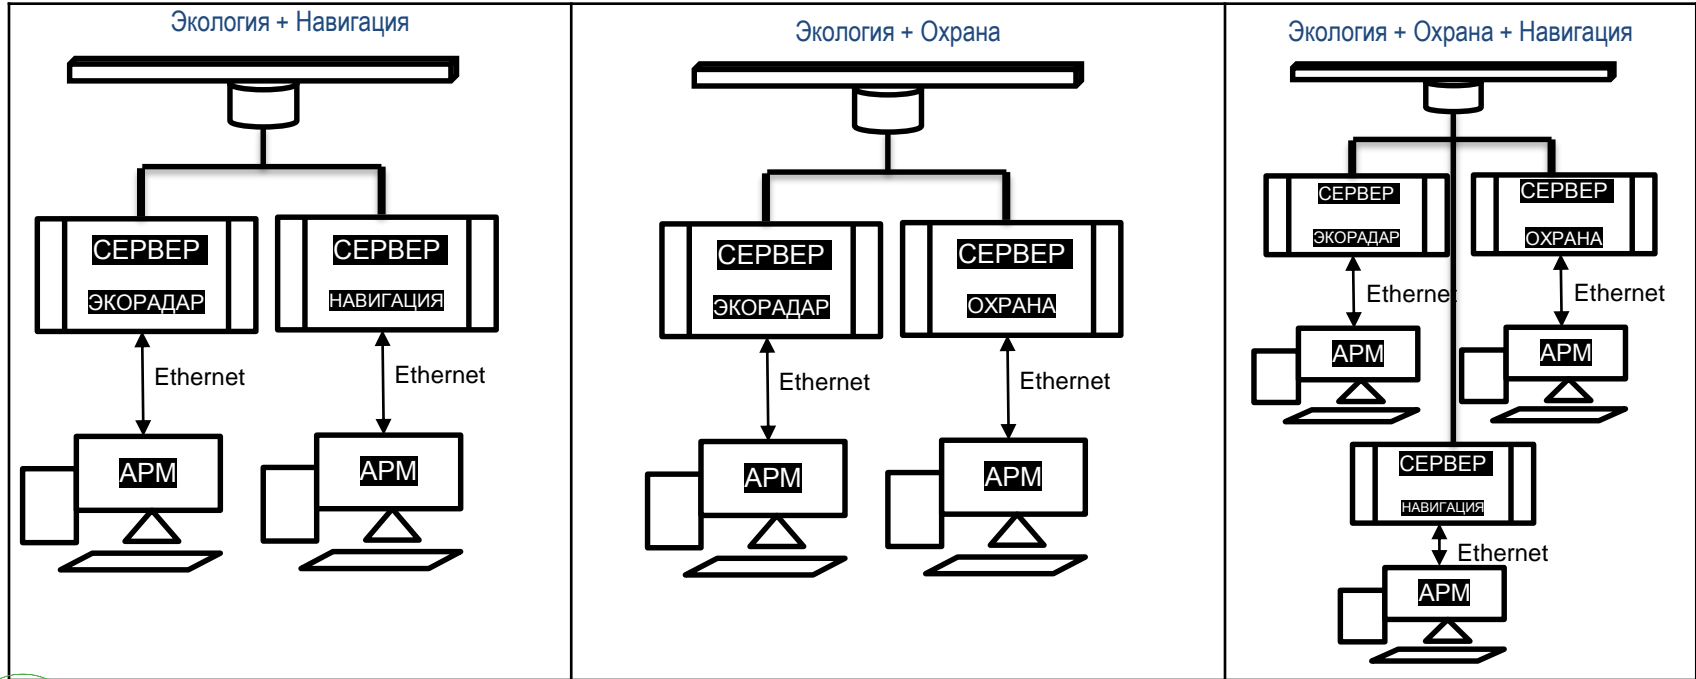 Экология + Навигация
СЕРВЕР
ЭКОРАДАР
СЕРВЕР
НАВИГАЦИЯ
Ethernet
Ethernet
АРМ
АРМ
Экология + Охрана
СЕРВЕР
ЭКОРАДАР
СЕРВЕР
ОХРАНА
Ethernet
Ethernet
АРМ
АРМ
Экология + Охрана + Навигация
СЕРВЕР
ЭКОРАДАР
СЕРВЕР
ОХРАНА
Ethernet
Ethernet
АРМ
АРМ
СЕРВЕР
НАВИГАЦИЯ
Ethernet
АРМ